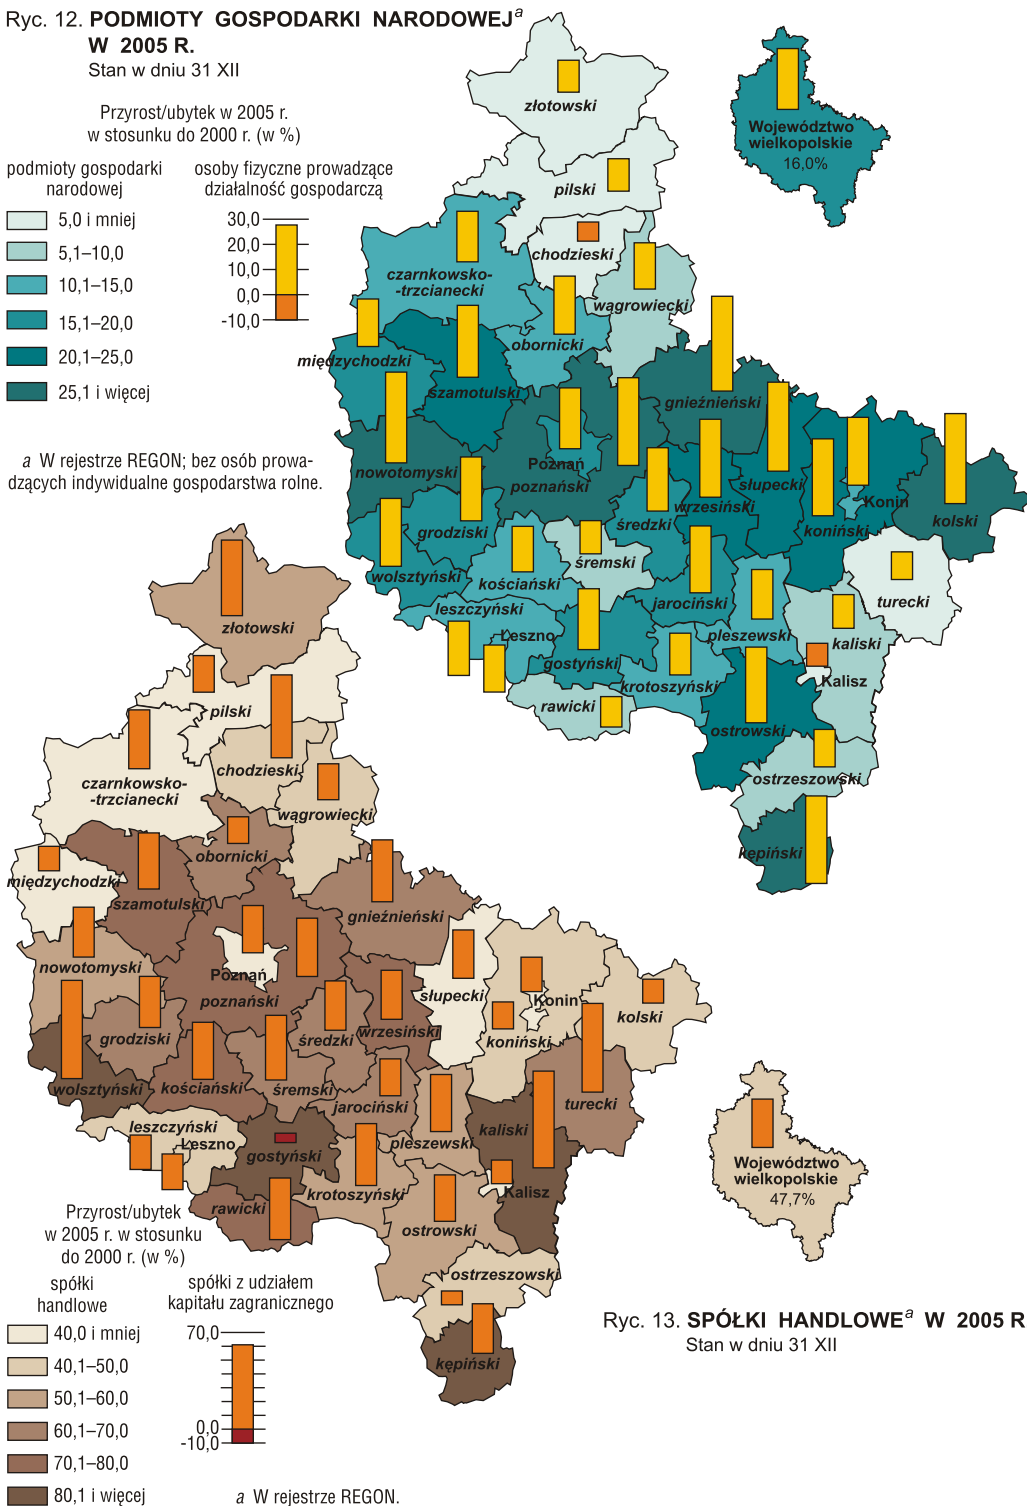 Ryc. 12. PODMIOTY GOSPODARKI NARODOWEJa
W 2005 R.
Stan w dniu 31 XII
Przyrost/ubytek w 2005 r.
w stosunku do 2000 r. (w %)
podmioty gospodarki
narodowej
5,0 i mniej
5,1–10,0
10,1–15,0
15,1–20,0
20,1–25,0
25,1 i więcej
osoby fizyczne prowadzące
działalność gospodarczą
30,0
20,0
10,0
0,0
-10,0
a W rejestrze REGON; bez osób prowa-
dzących indywidualne gospodarstwa rolne.
złotowski
Województwo
wielkopolskie
16,0%
pilski
chodzieski
czarnkowsko-
-trzcianecki
wągrowiecki
obornicki
międzychodzki
szamotulski
gnieźnieński
nowotomyski
Poznań
poznański
słupecki
wrzesiński
Konin
średzki
koniński
kolski
grodziski
śremski
wolsztyński
kościański
jarociński
turecki
leszczyński
Leszno
pleszewski
kaliski
gostyński
krotoszyński
Kalisz
rawicki
ostrowski
ostrzeszowski
kępiński
złotowski
pilski
chodzieski
czarnkowsko-
-trzcianecki
wągrowiecki
obornicki
międzychodzki
szamotulski
gnieźnieński
nowotomyski
Poznań
poznański
słupecki
Konin
kolski
grodziski
średzki
wrzesiński
koniński
wolsztyński
kościański
śremski
jarociński
turecki
leszczyński
Leszno
gostyński
pleszewski
kaliski
krotoszyński
Kalisz
rawicki
ostrowski
ostrzeszowski
kępiński
Województwo
wielkopolskie
47,7%
Przyrost/ubytek
w 2005 r. w stosunku
do 2000 r. (w %)
spółki
handlowe
40,0 i mniej
40,1–50,0
50,1–60,0
60,1–70,0
70,1–80,0
80,1 i więcej
spółki z udziałem
kapitału zagranicznego
70,0
0,0
-10,0
a W rejestrze REGON.
Ryc. 13. SPÓŁKI HANDLOWEa W 2005 R
Stan w dniu 31 XII